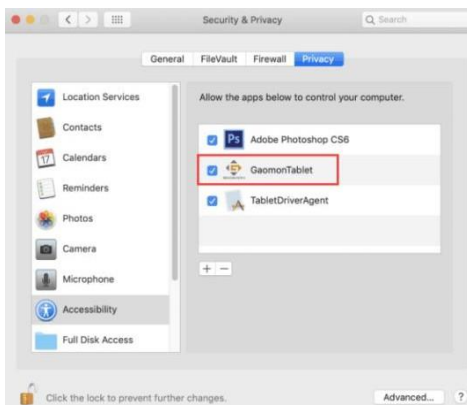 Security & Privacy
Search
General FileVault Firewall Privacy
Location Services
Contacts
17
Calendars
Reminders
Photos
Camera
Microphone
Accessibility
Full Disk Access
Allow the apps below to control your computer.
Ps Adobe Photoshop CS6
GaomonTablet
TabletDriverAgent
+ −
Click the lock to prevent further changes.
Advanced... ?